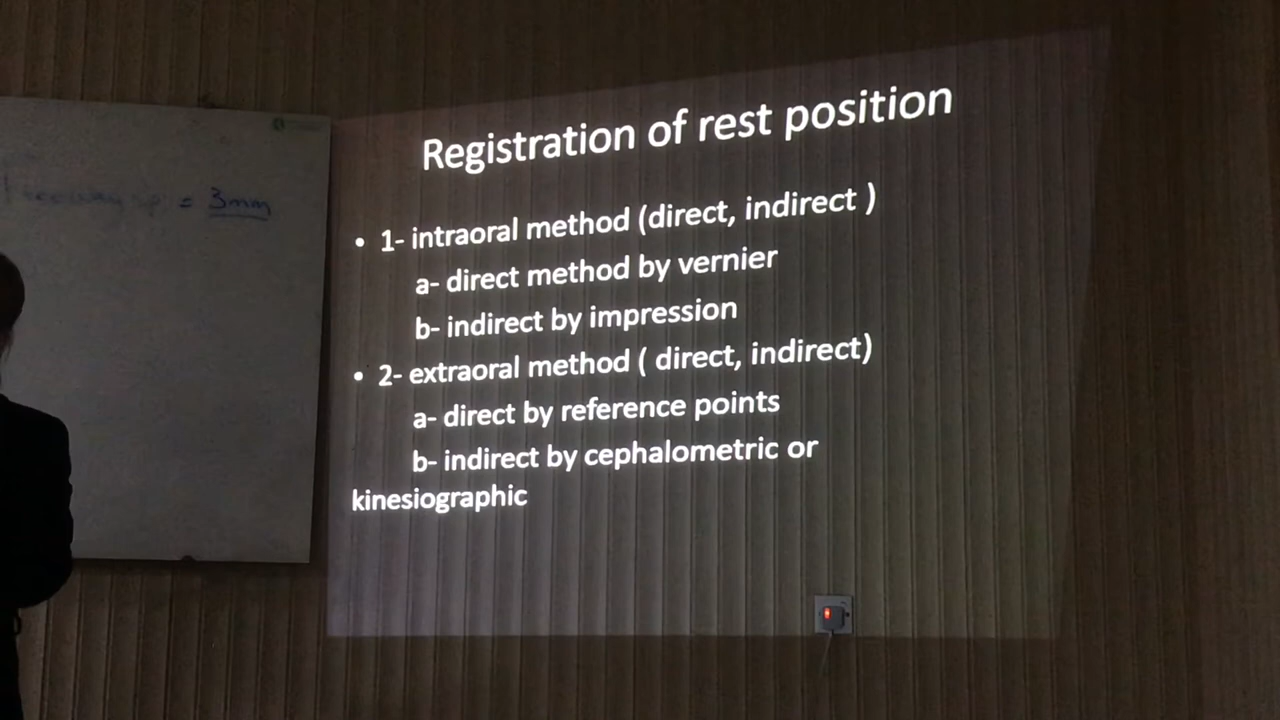 Registration of rest position
• 1- intraoral method (direct, indirect )
a- direct method by vernier
b- indirect by impression
• 2- extraoral method ( direct, indirect)
a- direct by reference points
b- indirect by cephalometric or
kinesiographic
= 3mm